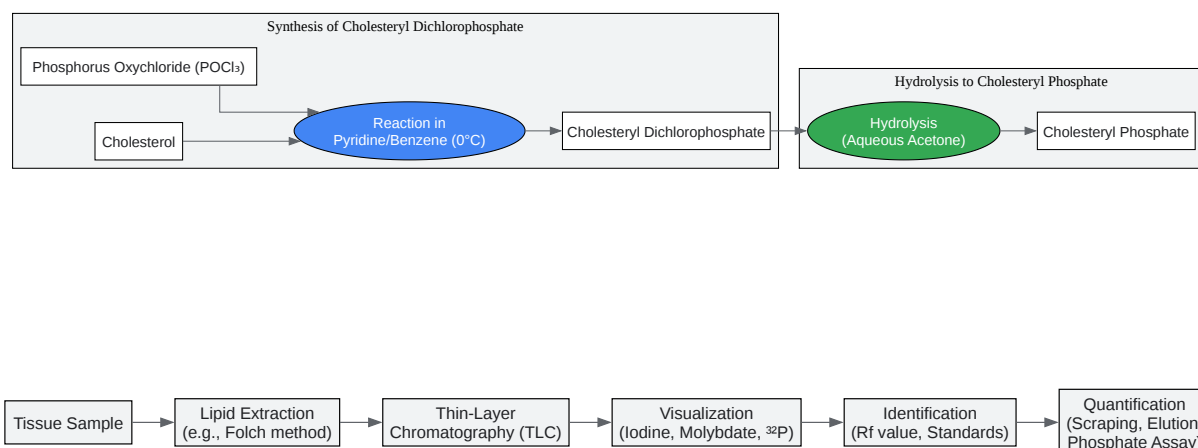 Synthesis of Cholesteryl Dichlorophosphate
Phosphorus Oxychloride (POCl₃)
Cholesterol
Reaction in
Pyridine/Benzene (0°C)
Cholesteryl Dichlorophosphate
Hydrolysis to Cholesteryl Phosphate
Hydrolysis
(Aqueous Acetone)
Cholesteryl Phosphate
Tissue Sample
Lipid Extraction
(e.g., Folch method)
Thin-Layer
Chromatography (TLC)
Visualization
(Iodine, Molybdate, ³²P)
Identification
(Rf value, Standards)
Quantification
(Scraping, Elution,
Phosphate Assay)